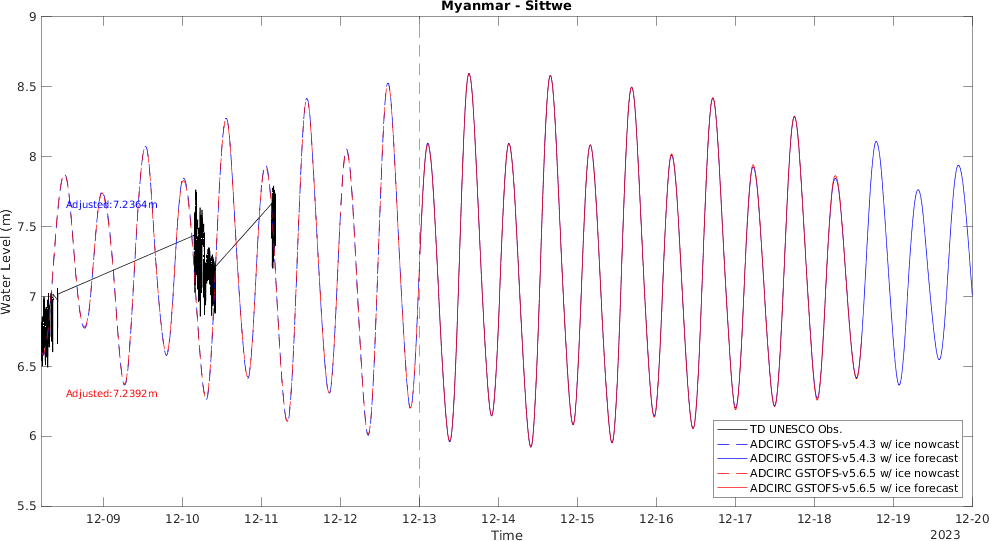 Myanmar - Sittwe
9
8.5
8
7.5
7
6.5
6
5.5
Water Level (m)
Adjusted:7.2364m
Adjusted:7.2392m
TD UNESCO Obs.
ADCIRC GSTOFS-v5.4.3 w/ ice nowcast
ADCIRC GSTOFS-v5.4.3 w/ ice forecast
ADCIRC GSTOFS-v5.6.5 w/ ice nowcast
ADCIRC GSTOFS-v5.6.5 w/ ice forecast
12-09 12-10 12-11 12-12 12-13 12-14 12-15 12-16 12-17 12-18 12-19 12-20
Time
2023